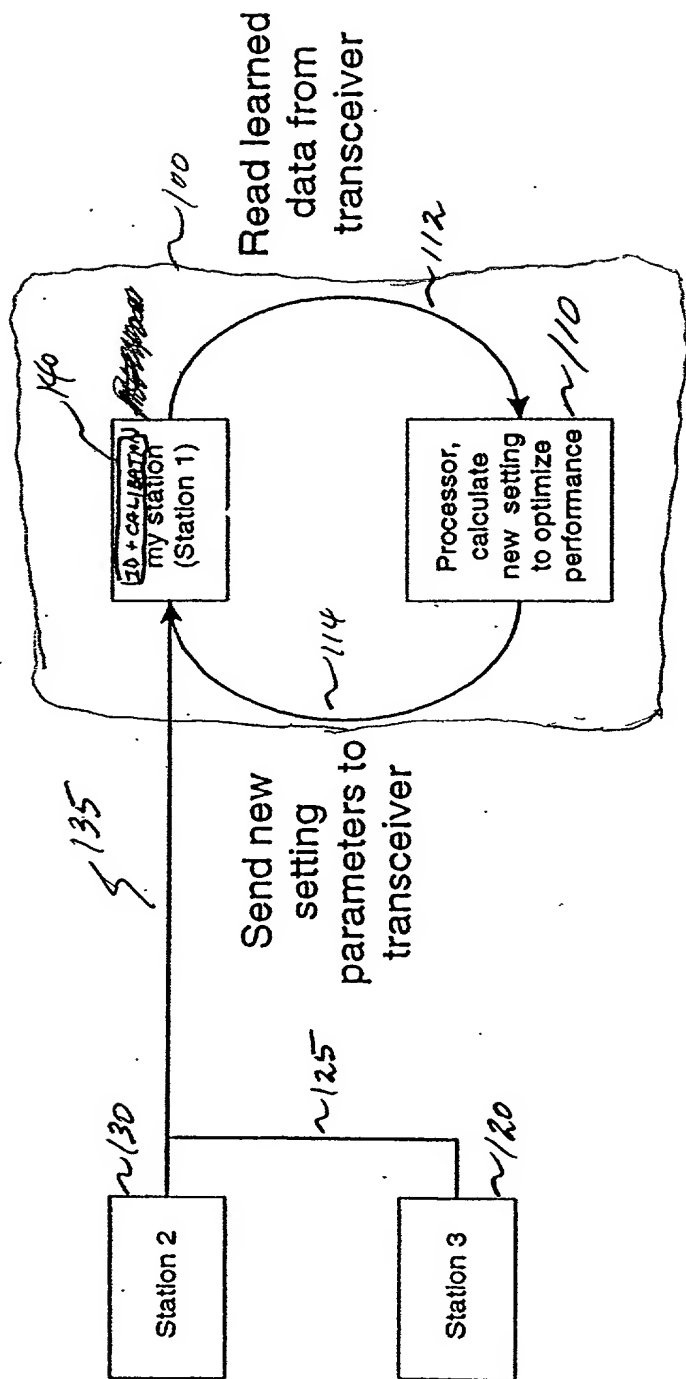 Station 2
~130
Station 3
~120
~125
135
Send new
setting
parameters to
transceiver
~114
140
ID + CALIBRATION
my station
(Station 1)
~100
Read learned
data from
transceiver
112
Processor,
calculate
new setting
to optimize
performance
~110